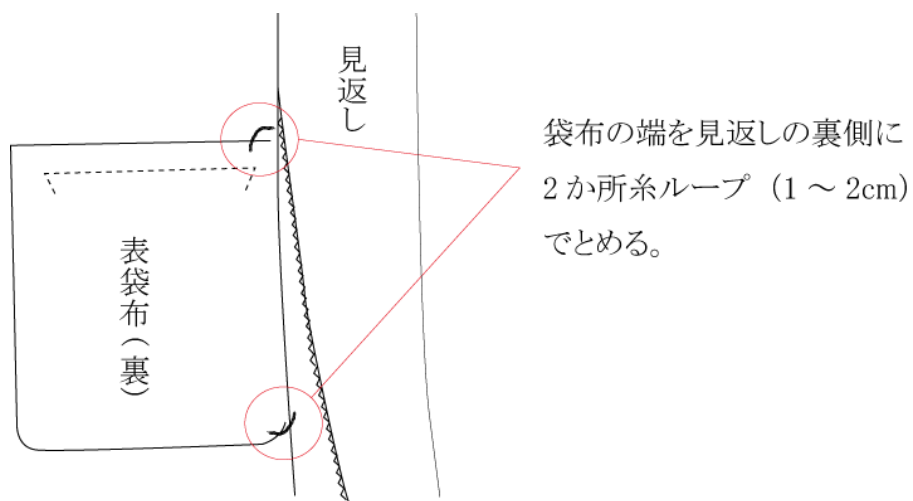 見返し
袋布の端を見返しの裏側に
2か所糸ループ（1～2cm）
でとめる。
表袋布（裏）